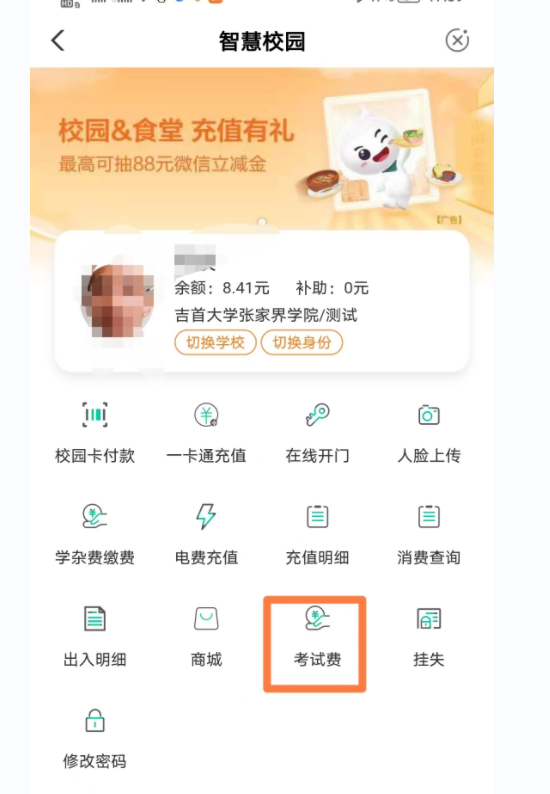 智慧校园
校园&食堂 充值有礼
最高可抽88元微信立减金
【广告】
余额：8.41元 补助：0元
吉首大学张家界学院/测试
切换学校 切换身份
校园卡付款 一卡通充值 在线开门 人脸上传
学杂费缴费 电费充值 充值明细 消费查询
出入明细 商城 考试费 挂失
修改密码